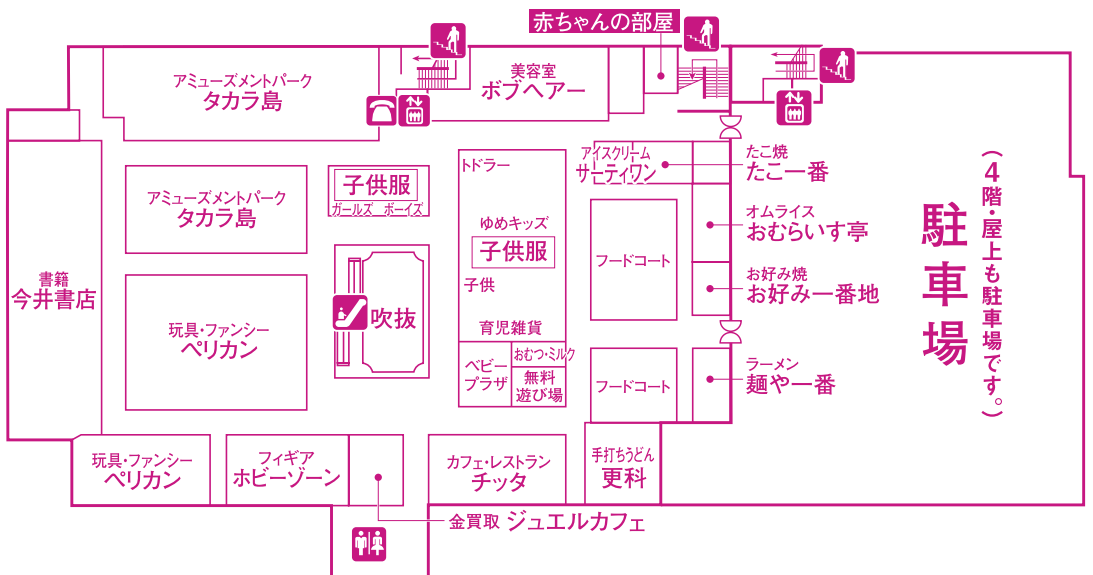 赤ちゃんの部屋
アミューズメントパーク
タカラ島
美容室
ボブヘアー
アイスクリーム
サーティワン
たこ焼
たこ一番
トドラー
アミューズメントパーク
タカラ島
子供服
ガールズ ボーイズ
ゆめキッズ
子供服
子供
育児雑貨
フードコート
オムライス
おむらいす亭
お好み焼
お好み一番地
書籍
今井書店
玩具・ファンシー
ペリカン
吹抜
ベビー
プラザ
おむつ・ミルク
無料
遊び場
フードコート
ラーメン
麺や一番
駐車場
(4階・屋上も駐車場です。)
玩具・ファンシー
ペリカン
フィギア
ホビーゾーン
カフェ・レストラン
チッタ
手打ちうどん
更科
金買取 ジュエルカフェ